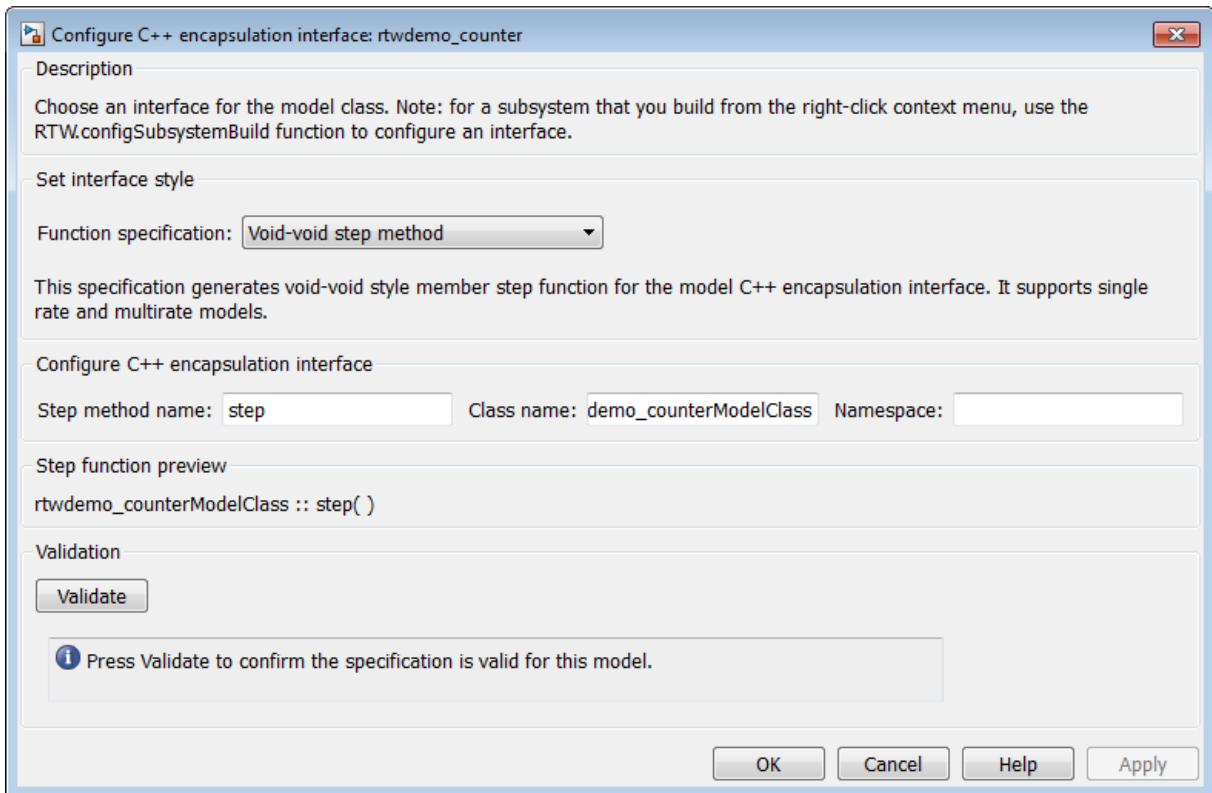 Configure C++ encapsulation interface: rtwdemo_counter
Description
Choose an interface for the model class. Note: for a subsystem that you build from the right-click context menu, use the
RTW.configSubsystemBuild function to configure an interface.
Set interface style
Function specification: Void-void step method
This specification generates void-void style member step function for the model C++ encapsulation interface. It supports single
rate and multirate models.
Configure C++ encapsulation interface
Step method name: step Class name: demo_counterModelClass Namespace:
Step function preview
rtwdemo_counterModelClass :: step( )
Validation
Validate
Press Validate to confirm the specification is valid for this model.
OK Cancel Help Apply